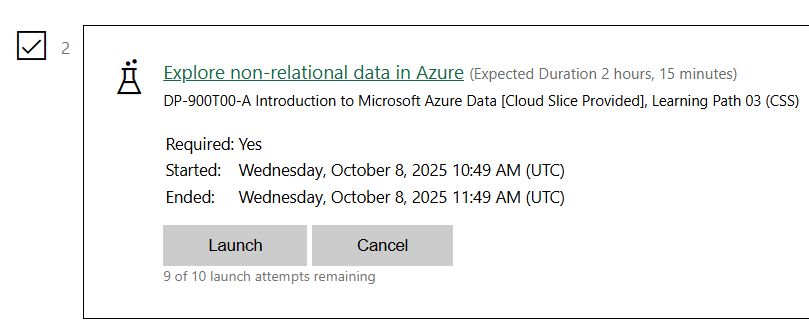 2
Explore non-relational data in Azure (Expected Duration 2 hours, 15 minutes)
DP-900T00-A Introduction to Microsoft Azure Data [Cloud Slice Provided], Learning Path 03 (CSS)
Required: Yes
Started: Wednesday, October 8, 2025 10:49 AM (UTC)
Ended: Wednesday, October 8, 2025 11:49 AM (UTC)
Launch Cancel
9 of 10 launch attempts remaining